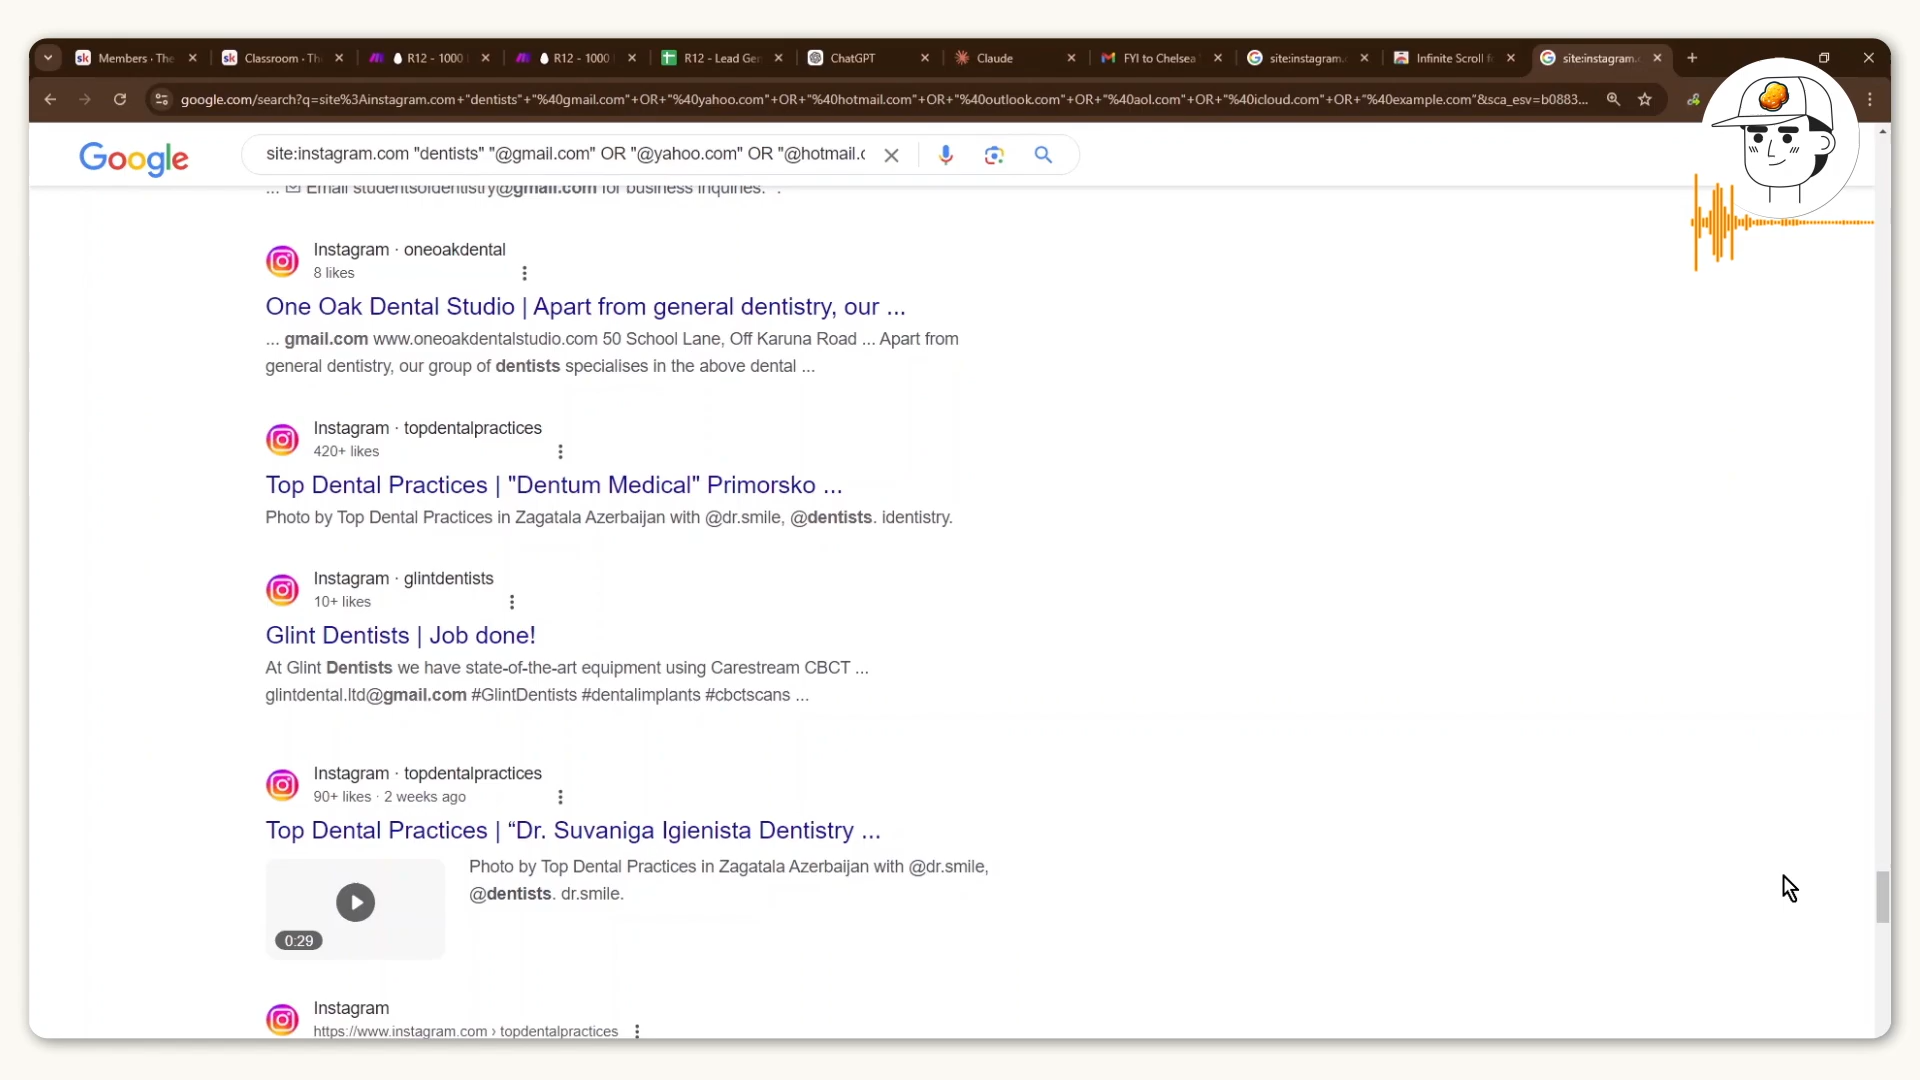 Members · The
Classroom · Th
R12 - 1000
R12 - 1000
R12 - Lead Gen
ChatGPT
Claude
FYI to Chelsea
site:instagram.c
Infinite Scroll f
site:instagram.c
google.com/search?q=site%3Ainstagram.com+"dentists"+"%40gmail.com"+OR+"%40yahoo.com"+OR+"%40hotmail.com"+OR+"%40outlook.com"+OR+"%40aol.com"+OR+"%40icloud.com"+OR+"%40example.com"&sca_esv=b0883...
Google
site:instagram.com "dentists" "@gmail.com" OR "@yahoo.com" OR "@hotmail.c
... Email studentsofdentistry@gmail.com for business inquiries.
Instagram · oneoakdental
8 likes
One Oak Dental Studio | Apart from general dentistry, our ...
... gmail.com www.oneoakdentalstudio.com 50 School Lane, Off Karuna Road ... Apart from
general dentistry, our group of dentists specialises in the above dental ...
Instagram · topdentalpractices
420+ likes
Top Dental Practices | "Dentum Medical" Primorsko ...
Photo by Top Dental Practices in Zagatala Azerbaijan with @dr.smile, @dentists. identistry.
Instagram · glintdentists
10+ likes
Glint Dentists | Job done!
At Glint Dentists we have state-of-the-art equipment using Carestream CBCT ...
glintdental.ltd@gmail.com #GlintDentists #dentalimplants #cbctscans ...
Instagram · topdentalpractices
90+ likes · 2 weeks ago
Top Dental Practices | “Dr. Suvaniga Igienista Dentistry ...
Photo by Top Dental Practices in Zagatala Azerbaijan with @dr.smile,
@dentists. dr.smile.
0:29
Instagram
https://www.instagram.com › topdentalpractices